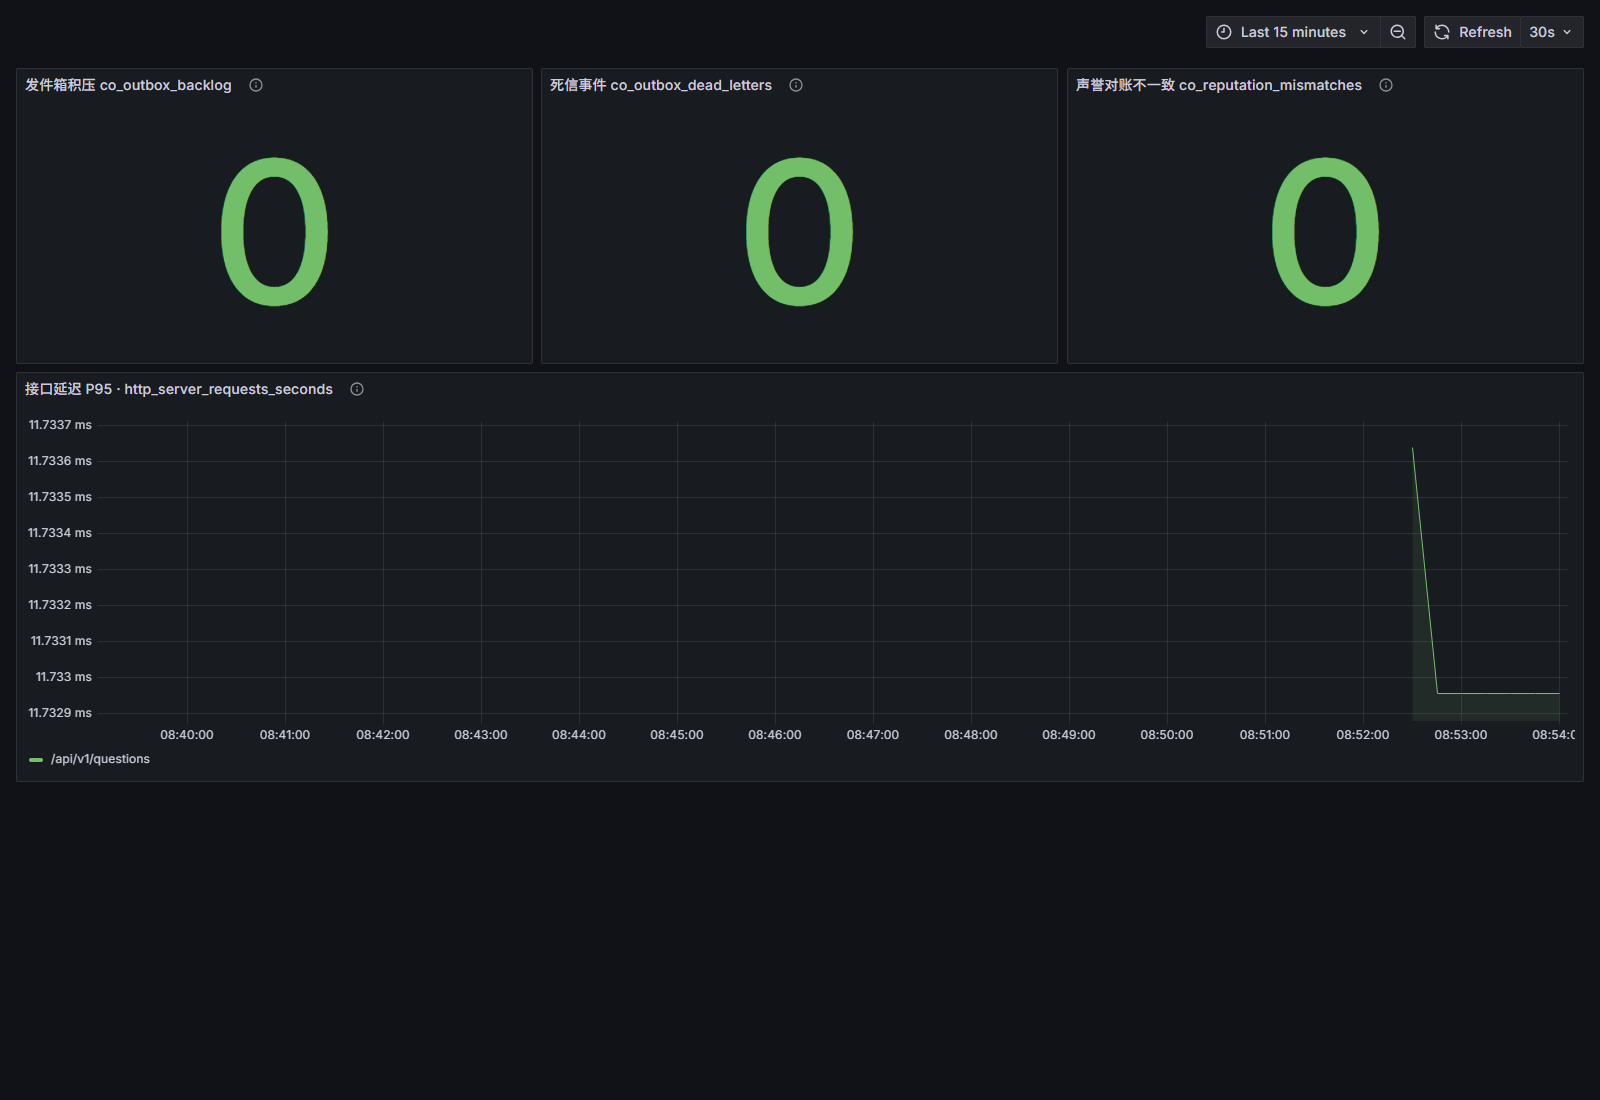 Last 15 minutes
Refresh
30s
发件箱积压 co_outbox_backlog
死信事件 co_outbox_dead_letters
声誉对账不一致 co_reputation_mismatches
0
0
0
接口延迟 P95 · http_server_requests_seconds
11.7337 ms
11.7336 ms
11.7335 ms
11.7334 ms
11.7333 ms
11.7332 ms
11.7331 ms
11.733 ms
11.7329 ms
08:40:00
08:41:00
08:42:00
08:43:00
08:44:00
08:45:00
08:46:00
08:47:00
08:48:00
08:49:00
08:50:00
08:51:00
08:52:00
08:53:00
08:54:0
/api/v1/questions